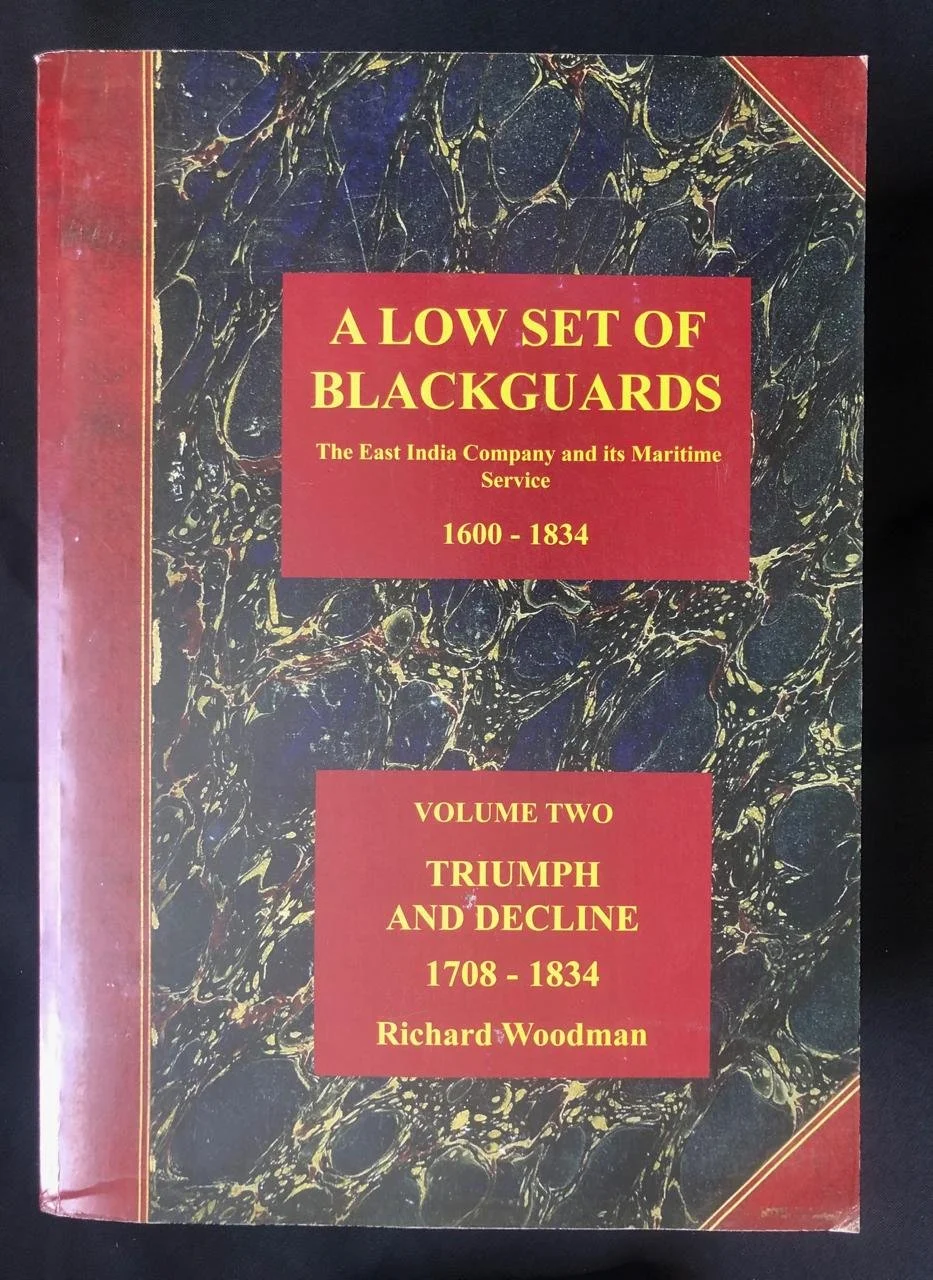 A LOW SET OF
BLACKGUARDS
The East India Company and its Maritime
Service
1600 - 1834
VOLUME TWO
TRIUMPH
AND DECLINE
1708 - 1834
Richard Woodman